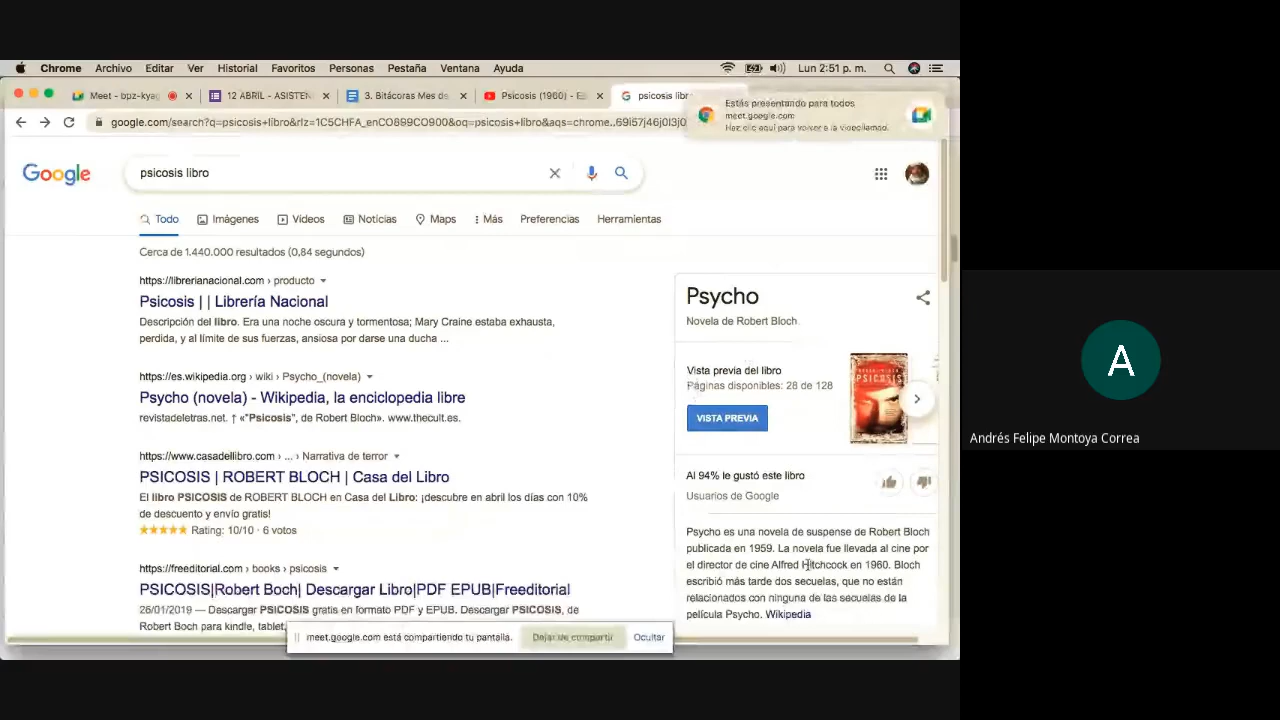 Chrome Archivo Editar Ver Historial Favoritos Personas Pestaña Ventana Ayuda Lun 2:51 p. m.
Meet - bpz-kyag 12 ABRIL - ASISTEN 3. Bitácoras Mes d Psicosis (1960) - E psicosis libr
Estás presentando para todos
meet.google.com
Haz clic aquí para volver a la videollamada.
google.com/search?q=psicosis+libro&rlz=1C5CHFA_enCO899CO900&oq=psicosis+libro&aqs=chrome..69i57j46j0l3j0
Google psicosis libro
Todo Imágenes Videos Noticias Maps Más Preferencias Herramientas
Cerca de 1.440.000 resultados (0,84 segundos)
https://librerianacional.com › producto
Psicosis | | Librería Nacional
Descripción del libro. Era una noche oscura y tormentosa; Mary Craine estaba exhausta,
perdida, y al límite de sus fuerzas, ansiosa por darse una ducha ...
https://es.wikipedia.org › wiki › Psycho_(novela)
Psycho (novela) - Wikipedia, la enciclopedia libre
revistadeletras.net. ↑ «"Psicosis", de Robert Bloch». www.thecult.es.
https://www.casadellibro.com › ... › Narrativa de terror
PSICOSIS | ROBERT BLOCH | Casa del Libro
El libro PSICOSIS de ROBERT BLOCH en Casa del Libro: ¡descubre en abril los días con 10%
de descuento y envío gratis!
Rating: 10/10 · 6 votos
https://freeditorial.com › books › psicosis
PSICOSIS|Robert Boch| Descargar Libro|PDF EPUB|Freeditorial
26/01/2019 — Descargar PSICOSIS gratis en formato PDF y EPUB. Descargar PSICOSIS, de
Robert Boch para kindle, tablet,
Psycho
Novela de Robert Bloch
Vista previa del libro
Páginas disponibles: 28 de 128
VISTA PREVIA
PSICOSIS
Al 94% le gustó este libro
Usuarios de Google
Psycho es una novela de suspense de Robert Bloch
publicada en 1959. La novela fue llevada al cine por
el director de cine Alfred Hitchcock en 1960. Bloch
escribió más tarde dos secuelas, que no están
relacionados con ninguna de las secuelas de la
película Psycho. Wikipedia
meet.google.com está compartiendo tu pantalla. Dejar de compartir Ocultar
A
Andrés Felipe Montoya Correa